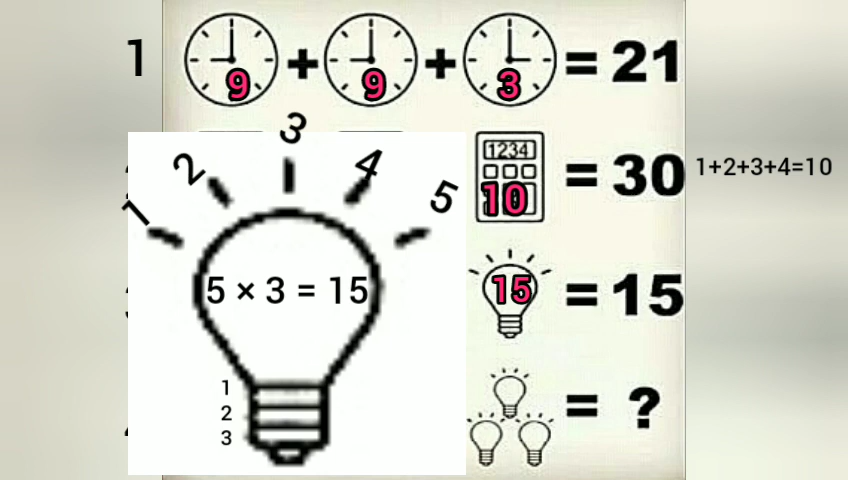 1 9 + 9 + 3 = 21
1234 10 = 30 1+2+3+4=10
1 2 3 4 5
5 × 3 = 15
15 = 15
1
2
3
= ?